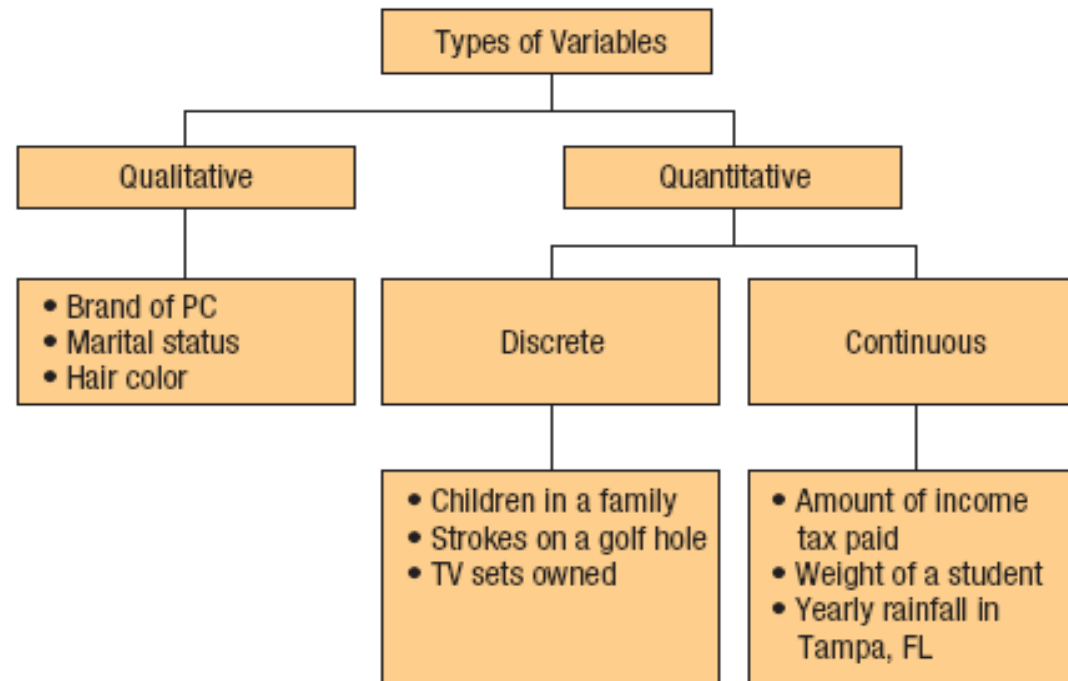 Types of Variables
Qualitative
Quantitative
• Brand of PC
• Marital status
• Hair color
Discrete
Continuous
• Children in a family
• Strokes on a golf hole
• TV sets owned
• Amount of income
tax paid
• Weight of a student
• Yearly rainfall in
Tampa, FL